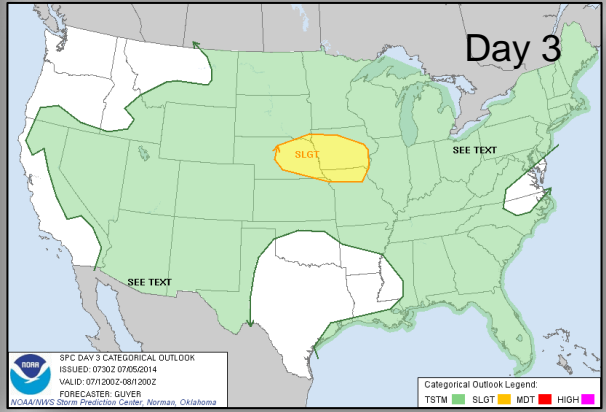 Day 3
SEE TEXT
SLGT
SEE TEXT
NOAA
SPC DAY 3 CATEGORICAL OUTLOOK
ISSUED: 0730Z 07/05/2014
VALID: 07/1200Z-08/1200Z
FORECASTER: GUYER
NOAA/NWS Storm Prediction Center, Norman, Oklahoma
Categorical Outlook Legend:
TSTM SLGT MDT HIGH